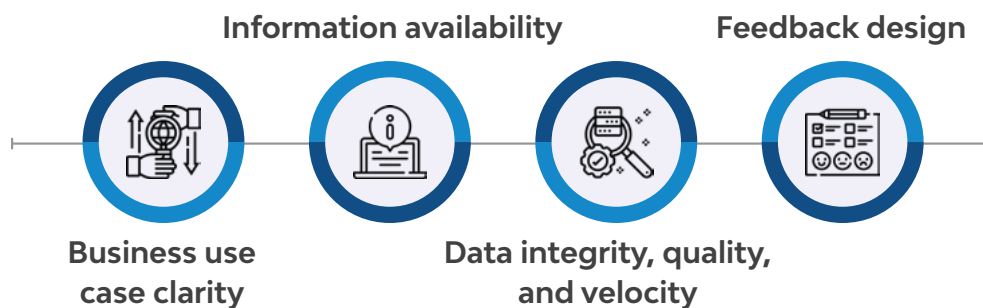 Information availability
Feedback design
Business use
case clarity
Data integrity, quality,
and velocity